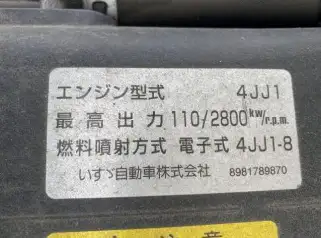 エンジン型式 4JJ1
最高出力 110/2800 kW/r.p.m.
燃料噴射方式 電子式 4JJ1-8
いすゞ自動車株式会社 8981789870